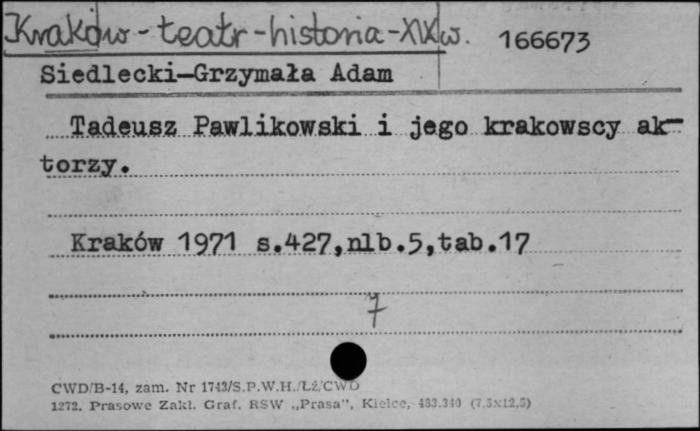 Kraków - teatr - historia - XIX w. 166673
Siedlecki-Grzymała Adam
Tadeusz Pawlikowski i jego krakowscy ak-
torzy.
Kraków 1971 s.427,nlb.5,tab.17
7
CWD/B-14, zam. Nr 1743/S.P.W.H./Łż/CWD
1272. Prasowe Zakł. Graf. RSW „Prasa", Kielce, 483.340 (7,5x12,5)